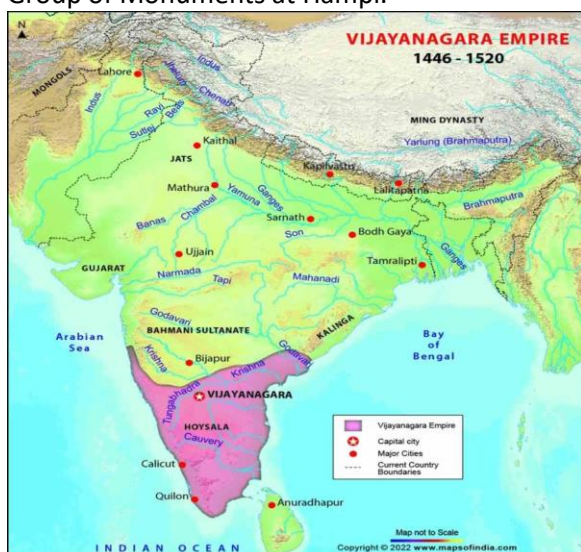 Group of Monuments at Hampi.
N
VIJAYANAGARA EMPIRE
1446 - 1520
MONGOLS
Lahore
Indus
Jhelum
Chenab
Indus
Ravi
Beas
Sutlej
MING DYNASTY
Yarlung (Brahmaputra)
Kaithal
JATS
Kapilvastu
Lalitapatna
Mathura
Yamuna
Ganges
Brahmaputra
Banas
Chambal
Sarnath
Son
Bodh Gaya
Ujjain
Ganges
Tamralipti
GUJARAT
Narmada
Tapi
Mahanadi
Godavari
KALINGA
Arabian
Sea
BAHMANI SULTANATE
Bay
of
Bengal
Krishna
Bijapur
Krishna
Godavari
Tungabhadra
VIJAYANAGARA
HOYSALA
Cauvery
Calicut
Quilon
Anuradhapur
Vijayanagara Empire
Capital city
Major Cities
Current Country
Boundaries
Map not to Scale
INDIAN OCEAN
Copyright © 2022 www.mapsofindia.com